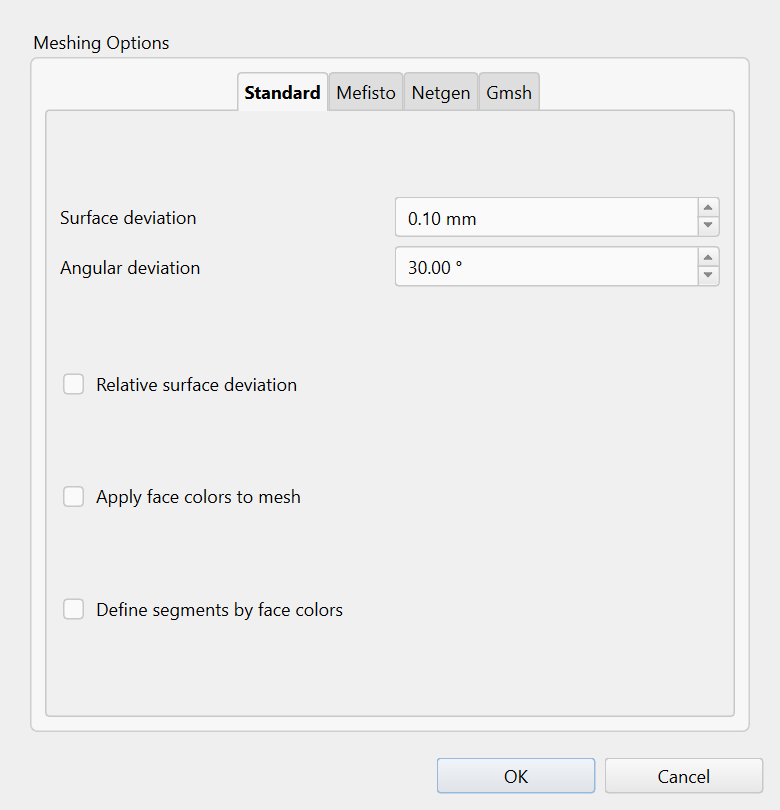 Meshing Options
Standard Mefisto Netgen Gmsh
Surface deviation 0.10 mm
Angular deviation 30.00 °
Relative surface deviation
Apply face colors to mesh
Define segments by face colors
OK Cancel